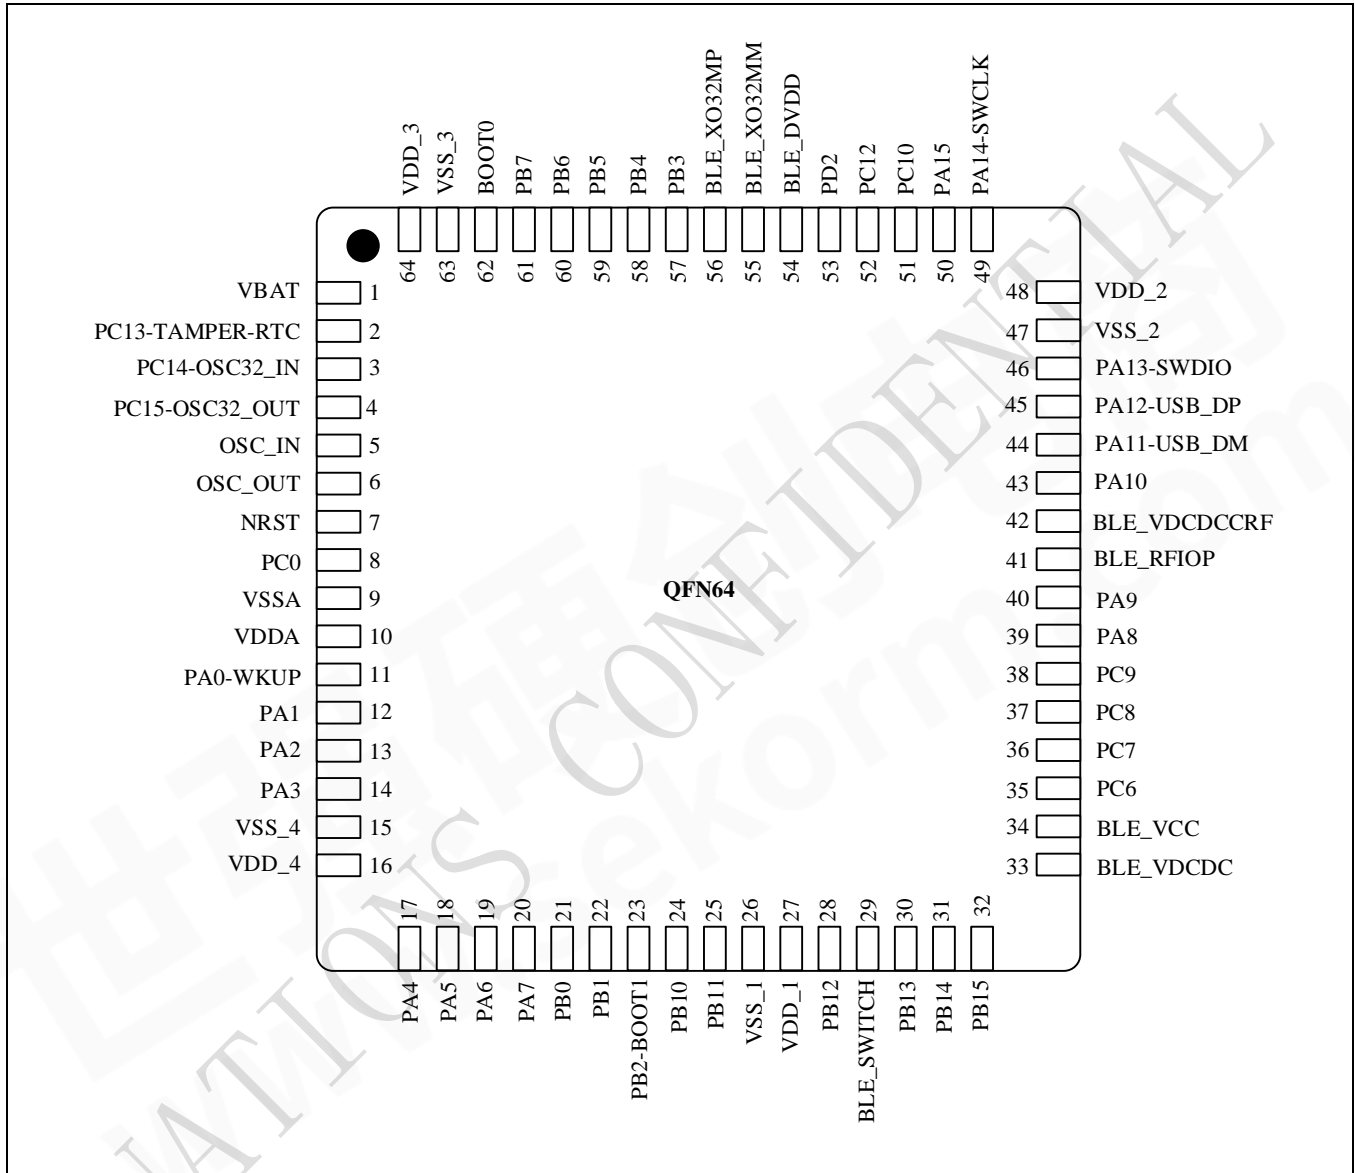 VDD_3
VSS_3
BOOT0
PB7
PB6
PB5
PB4
PB3
BLE_XO32MP
BLE_XO32MM
BLE_DVDD
PD2
PC12
PC10
PA15
PA14-SWCLK
64
63
62
61
60
59
58
57
56
55
54
53
52
51
50
49
VBAT 1
PC13-TAMPER-RTC 2
PC14-OSC32_IN 3
PC15-OSC32_OUT 4
OSC_IN 5
OSC_OUT 6
NRST 7
PC0 8
VSSA 9
VDDA 10
PA0-WKUP 11
PA1 12
PA2 13
PA3 14
VSS_4 15
VDD_4 16
QFN64
48 VDD_2
47 VSS_2
46 PA13-SWDIO
45 PA12-USB_DP
44 PA11-USB_DM
43 PA10
42 BLE_VDCDCCRF
41 BLE_RFIOP
40 PA9
39 PA8
38 PC9
37 PC8
36 PC7
35 PC6
34 BLE_VCC
33 BLE_VDCDC
17
18
19
20
21
22
23
24
25
26
27
28
29
30
31
32
PA4
PA5
PA6
PA7
PB0
PB1
PB2-BOOT1
PB10
PB11
VSS_1
VDD_1
PB12
BLE_SWITCH
PB13
PB14
PB15
NATIONS CONFIDENTIAL